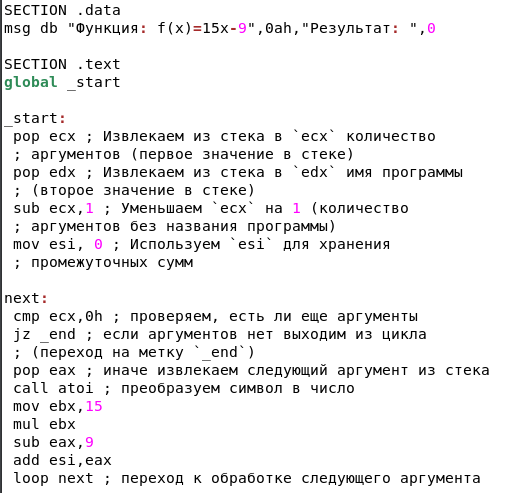 SECTION .data
msg db "Функция: f(x)=15x-9",0ah,"Результат: ",0
SECTION .text
global _start
_start:
pop ecx ; Извлекаем из стека в `ecx` количество
; аргументов (первое значение в стеке)
pop edx ; Извлекаем из стека в `edx` имя программы
; (второе значение в стеке)
sub ecx,1 ; Уменьшаем `ecx` на 1 (количество
; аргументов без названия программы)
mov esi, 0 ; Используем `esi` для хранения
; промежуточных сумм
next:
cmp ecx,0h ; проверяем, есть ли еще аргументы
jz _end ; если аргументов нет выходим из цикла
; (переход на метку `_end`)
pop eax ; иначе извлекаем следующий аргумент из стека
call atoi ; преобразуем символ в число
mov ebx,15
mul ebx
sub eax,9
add esi,eax
loop next ; переход к обработке следующего аргумента